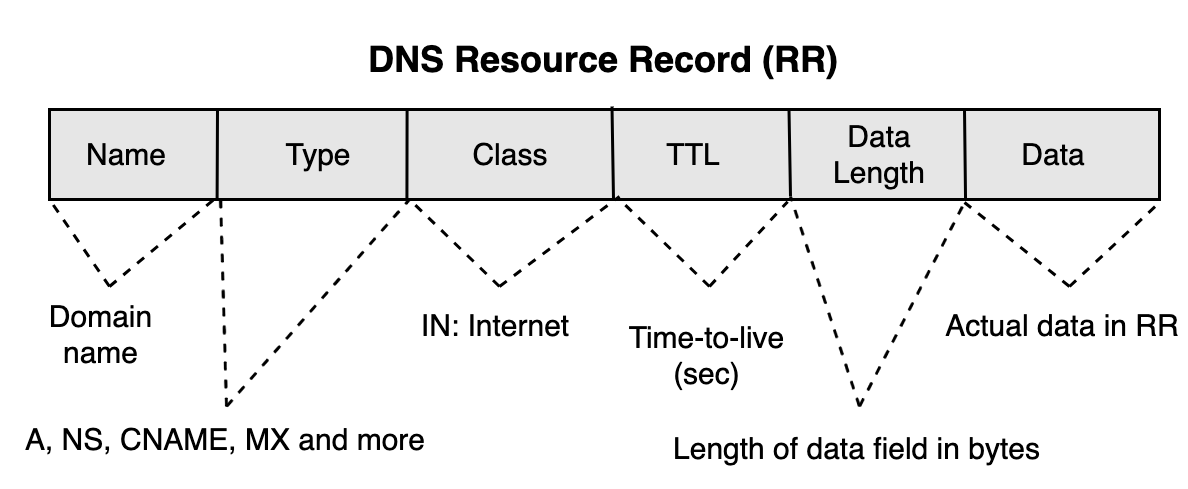 DNS Resource Record (RR)
Name
Type
Class
TTL
Data
Length
Data
Domain
name
A, NS, CNAME, MX and more
IN: Internet
Time-to-live
(sec)
Length of data field in bytes
Actual data in RR